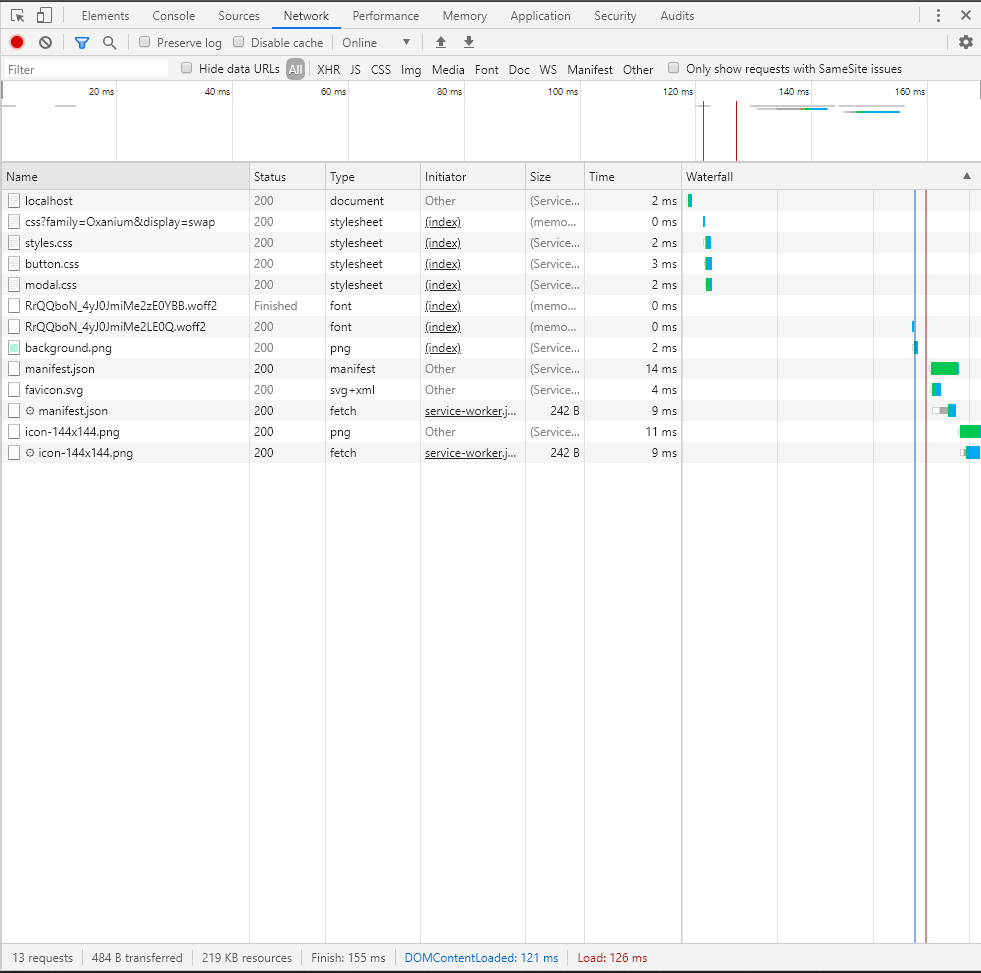 Elements Console Sources Network Performance Memory Application Security Audits
Preserve log Disable cache Online
Filter Hide data URLs All XHR JS CSS Img Media Font Doc WS Manifest Other Only show requests with SameSite issues
20 ms 40 ms 60 ms 80 ms 100 ms 120 ms 140 ms 160 ms
Name Status Type Initiator Size Time Waterfall
localhost 200 document Other (Service... 2 ms
css?family=Oxanium&display=swap 200 stylesheet (index) (memo... 0 ms
styles.css 200 stylesheet (index) (Service... 2 ms
button.css 200 stylesheet (index) (Service... 3 ms
modal.css 200 stylesheet (index) (Service... 2 ms
RrQQboN_4yJ0JmiMe2zE0YBB.woff2 Finished font (index) (memo... 0 ms
RrQQboN_4yJ0JmiMe2LE0Q.woff2 200 font (index) (memo... 0 ms
background.png 200 png (index) (Service... 2 ms
manifest.json 200 manifest Other (Service... 14 ms
favicon.svg 200 svg+xml Other (Service... 4 ms
manifest.json 200 fetch service-worker.j... 242 B 9 ms
icon-144x144.png 200 png Other (Service... 11 ms
icon-144x144.png 200 fetch service-worker.j... 242 B 9 ms
13 requests 484 B transferred 219 KB resources Finish: 155 ms DOMContentLoaded: 121 ms Load: 126 ms